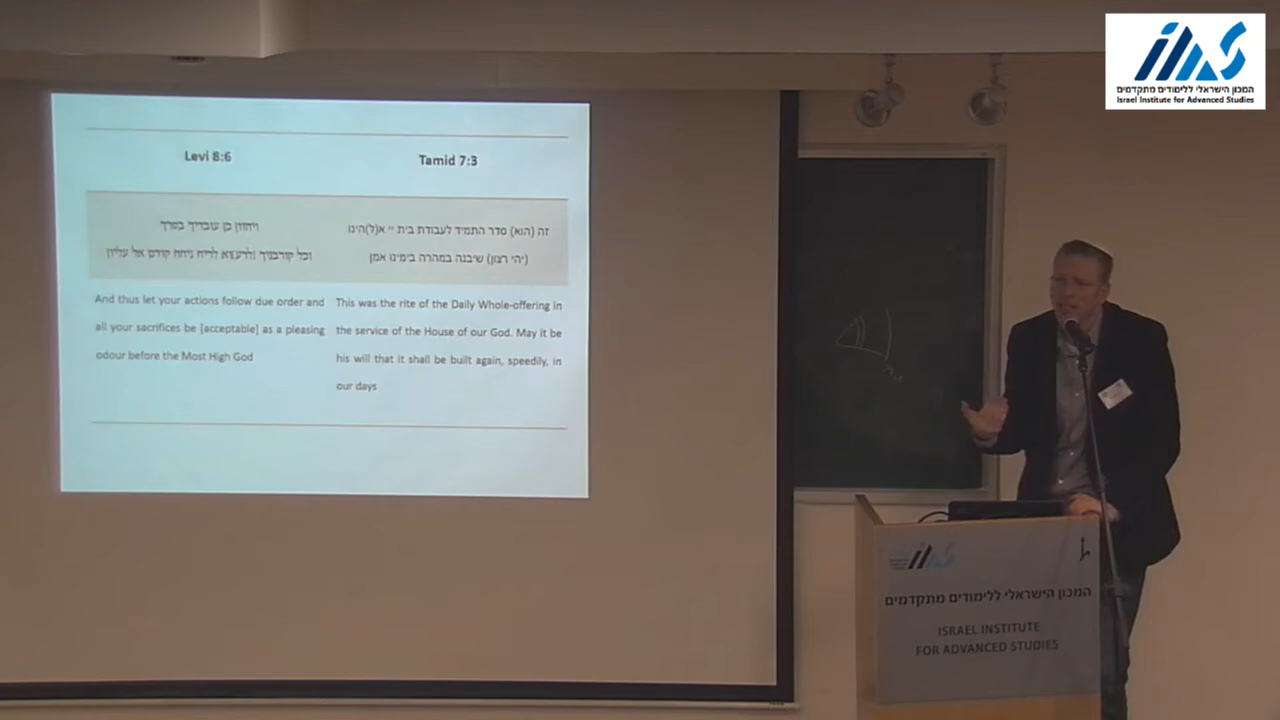 Levi 8:6
Tamid 7:3
ויהוון כן עובדיך בסרך
וכל קורבניך [לרע]וא לריח ניחח קודם אל עליון
זה (הוא) סדר התמיד לעבודת בית יי א(ל)הינו
(יהי רצון) שיבנה במהרה בימינו אמן
And thus let your actions follow due order and
all your sacrifices be [acceptable] as a pleasing
odour before the Most High God
This was the rite of the Daily Whole-offering in
the service of the House of our God. May it be
his will that it shall be built again, speedily, in
our days
המכון הישראלי ללימודים מתקדמים
Israel Institute for Advanced Studies
המכון הישראלי ללימודים מתקדמים
ISRAEL INSTITUTE
FOR ADVANCED STUDIES